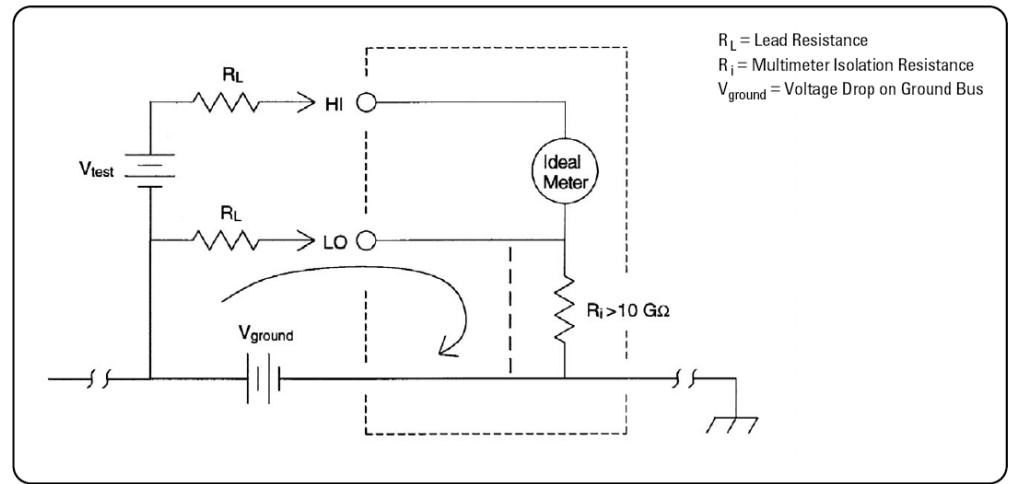 R_L = Lead Resistance
R_i = Multimeter Isolation Resistance
V_ground = Voltage Drop on Ground Bus
R_L
HI
V_test
Ideal
Meter
R_L
LO
R_i >10 GΩ
V_ground